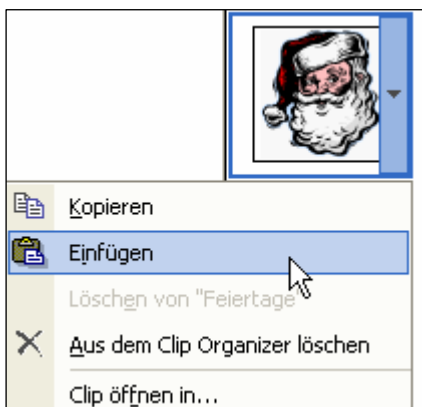 Kopieren
Einfügen
Löschen von "Feiertage"
Aus dem Clip Organizer löschen
Clip öffnen in...